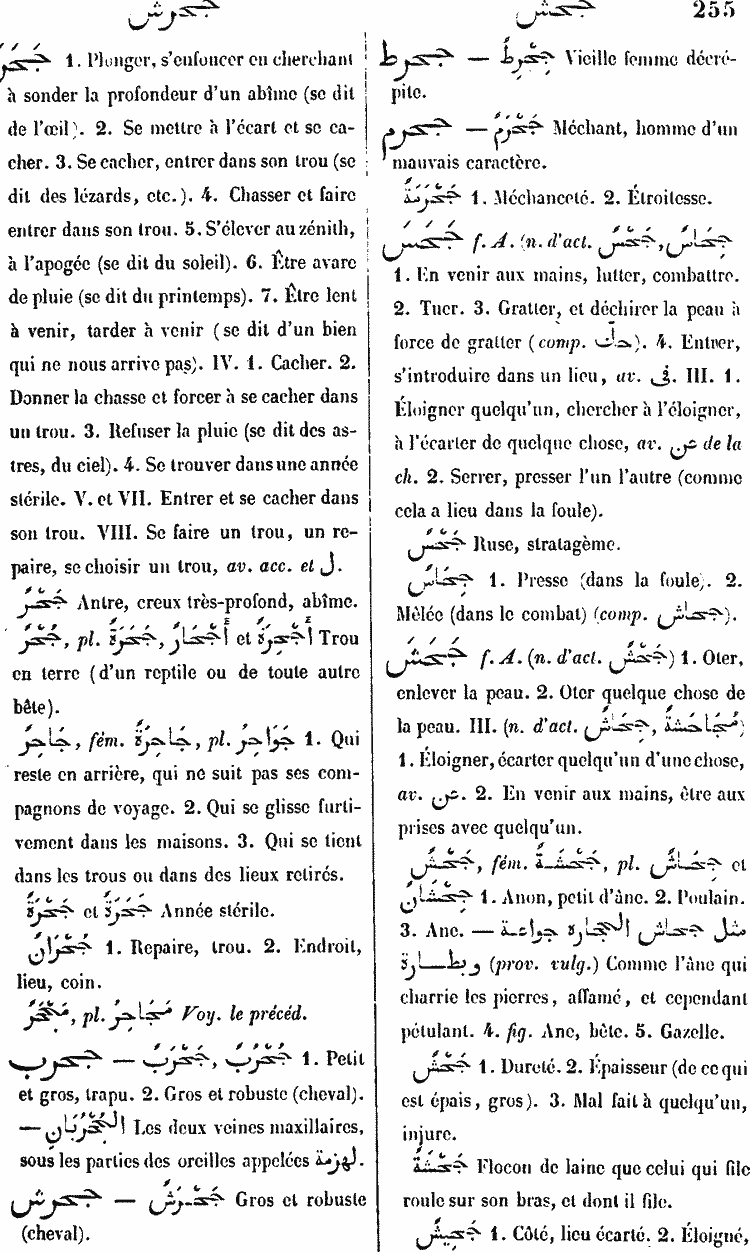 جحرش
جحش
255
جَحَرَ 1. Plonger, s'enfoncer en cherchant
à sonder la profondeur d'un abîme (se dit
de l'œil). 2. Se mettre à l'écart et se ca-
cher. 3. Se cacher, entrer dans son trou (se
dit des lézards, etc.). 4. Chasser et faire
entrer dans son trou. 5. S'élever au zénith,
à l'apogée (se dit du soleil). 6. Être avare
de pluie (se dit du printemps). 7. Être lent
à venir, tarder à venir (se dit d'un bien
qui ne nous arrive pas). IV. 1. Cacher. 2.
Donner la chasse et forcer à se cacher dans
un trou. 3. Refuser la pluie (se dit des as-
tres, du ciel). 4. Se trouver dans une année
stérile. V. et VII. Entrer et se cacher dans
son trou. VIII. Se faire un trou, un re-
paire, se choisir un trou, av. acc. et ل.
جَحْرٌ Antre, creux très-profond, abîme.
جُحْرٌ, pl. جِحَرَةٌ, أَجْحَارٌ et أَجْحِرَةٌ Trou
en terre (d'un reptile ou de toute autre
bête).
جَاحِرٌ, fém. جَاحِرَةٌ, pl. جَوَاحِرُ 1. Qui
reste en arrière, qui ne suit pas ses com-
pagnons de voyage. 2. Qui se glisse furti-
vement dans les maisons. 3. Qui se tient
dans les trous ou dans des lieux retirés.
جَحْرَةٌ et جَحَرَةٌ Année stérile.
جُحْرَانٌ 1. Repaire, trou. 2. Endroit,
lieu, coin.
مَجْحَرٌ, pl. مَجَاحِرُ Voy. le précéd.
جحرب — جَحْرَبٌ, جُحْرُبٌ 1. Petit
et gros, trapu. 2. Gros et robuste (cheval).
— الجُحْرُبَانِ Les deux veines maxillaires,
sous les parties des oreilles appelées لهزمة.
جحرش — جَحْرَشٌ Gros et robuste
(cheval).
جحرط — جِحْرِطٌ Vieille femme décré-
pite.
جحرم — جَحْرَمٌ Méchant, homme d'un
mauvais caractère.
جَحْرَمَةٌ 1. Méchanceté. 2. Étroitesse.
جَحَسَ f. A. (n. d'act. جَحْسٌ, جِحَاسٌ)
1. En venir aux mains, lutter, combattre.
2. Tuer. 3. Gratter, et déchirer la peau à
force de gratter (comp. حكّ). 4. Entrer,
s'introduire dans un lieu, av. فى. III. 1.
Éloigner quelqu'un, chercher à l'éloigner,
à l'écarter de quelque chose, av. عن de la
ch. 2. Serrer, presser l'un l'autre (comme
cela a lieu dans la foule).
جَحْسٌ Ruse, stratagème.
جِحَاسٌ 1. Presse (dans la foule). 2.
Mêlée (dans le combat) (comp. جحاش).
جَحَشَ f. A. (n. d'act. جَحْشٌ) 1. Oter,
enlever la peau. 2. Oter quelque chose de
la peau. III. (n. d'act. جِحَاشٌ, مُجَاحَشَةٌ)
1. Éloigner, écarter quelqu'un d'une chose,
av. عن. 2. En venir aux mains, être aux
prises avec quelqu'un.
جَحْشٌ, fém. جَحْشَةٌ, pl. جِحَاشٌ et
جِحْشَانٌ 1. Anon, petit d'âne. 2. Poulain.
3. Ane. — مثل جحاش الحجارة جواعة
وبطارة (prov. vulg.) Comme l'âne qui
charrie les pierres, affamé, et cependant
pétulant. 4. fig. Ane, bête. 5. Gazelle.
جَحْشٌ 1. Dureté. 2. Épaisseur (de ce qui
est épais, gros). 3. Mal fait à quelqu'un,
injure.
جَحْشَةٌ Flocon de laine que celui qui file
roule sur son bras, et dont il file.
جَحِيشٌ 1. Côté, lieu écarté. 2. Éloigné,